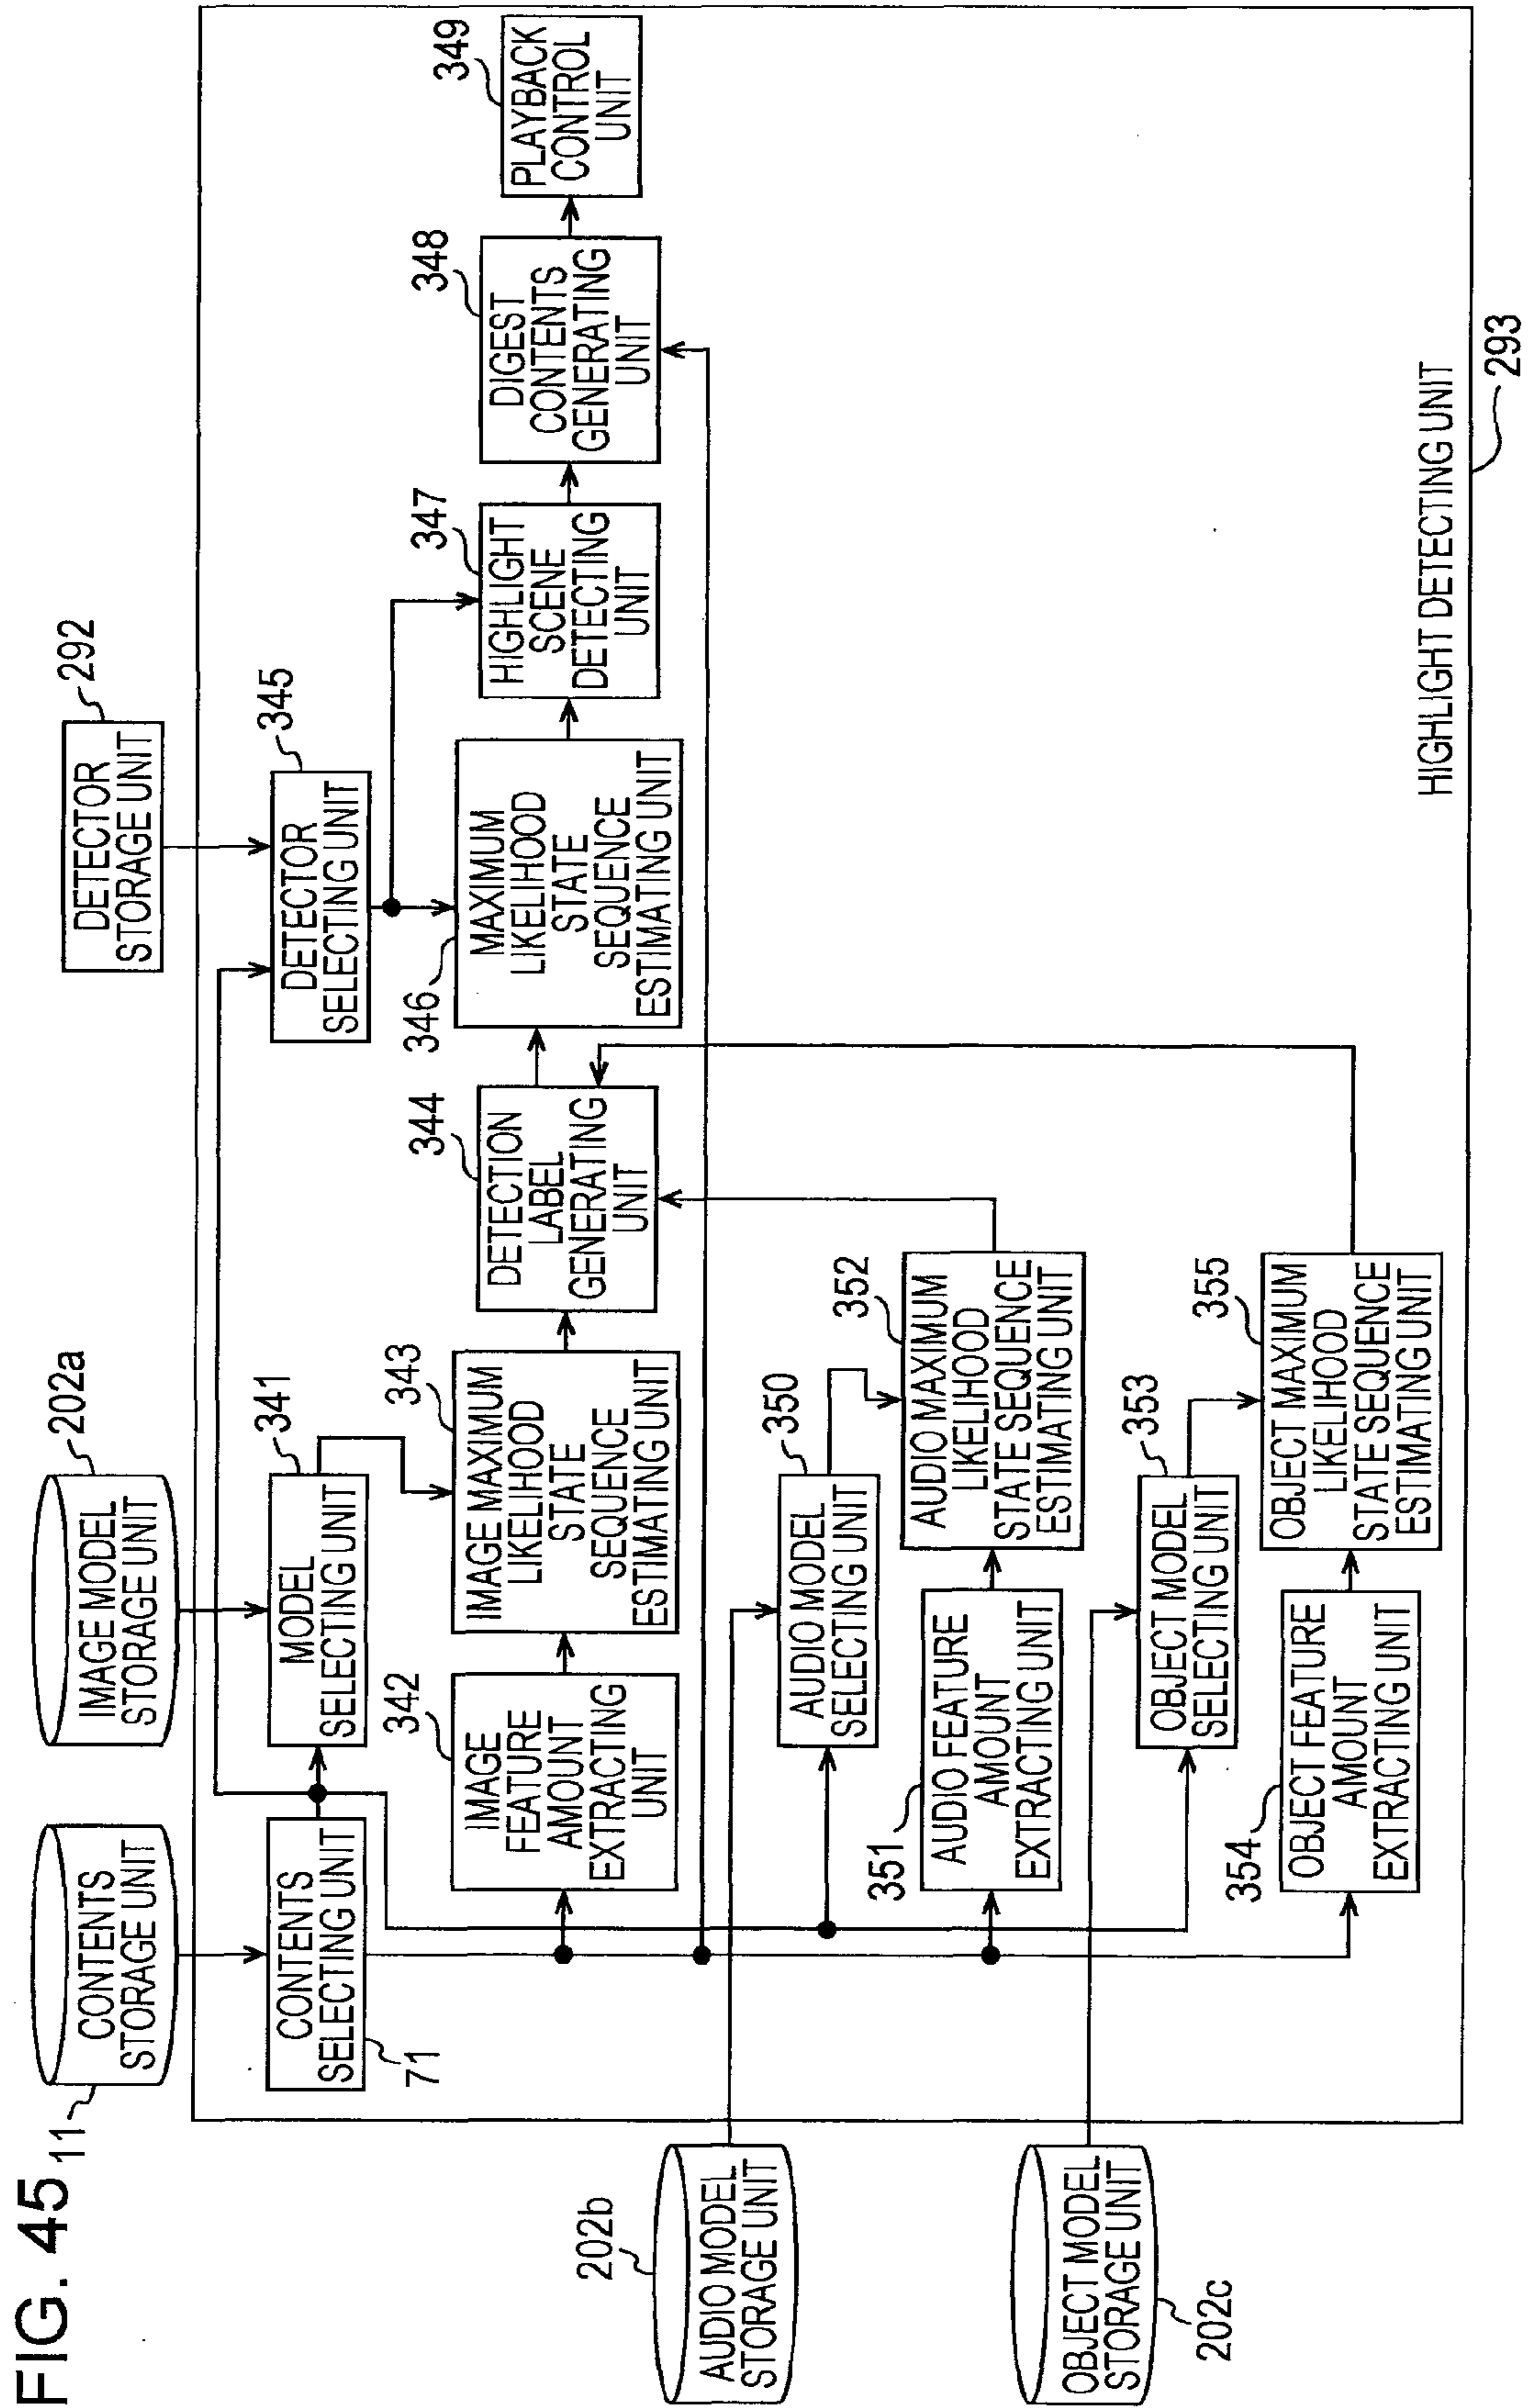 FIG. 45
11
CONTENTS
STORAGE UNIT
IMAGE MODEL
STORAGE UNIT
202a
DETECTOR
STORAGE UNIT
292
CONTENTS
SELECTING UNIT
71
MODEL
SELECTING UNIT
341
DETECTOR
SELECTING UNIT
345
342
IMAGE
FEATURE
AMOUNT
EXTRACTING
UNIT
343
IMAGE MAXIMUM
LIKELIHOOD
STATE
SEQUENCE
ESTIMATING UNIT
344
DETECTION
LABEL
GENERATING
UNIT
346
MAXIMUM
LIKELIHOOD
STATE
SEQUENCE
ESTIMATING UNIT
347
HIGHLIGHT
SCENE
DETECTING
UNIT
348
DIGEST
CONTENTS
GENERATING
UNIT
349
PLAYBACK
CONTROL
UNIT
202b
AUDIO MODEL
STORAGE UNIT
350
AUDIO MODEL
SELECTING UNIT
351
AUDIO FEATURE
AMOUNT
EXTRACTING UNIT
352
AUDIO MAXIMUM
LIKELIHOOD
STATE SEQUENCE
ESTIMATING UNIT
OBJECT MODEL
STORAGE UNIT
202c
353
OBJECT MODEL
SELECTING UNIT
354
OBJECT FEATURE
AMOUNT
EXTRACTING UNIT
355
OBJECT MAXIMUM
LIKELIHOOD
STATE SEQUENCE
ESTIMATING UNIT
HIGHLIGHT DETECTING UNIT
293